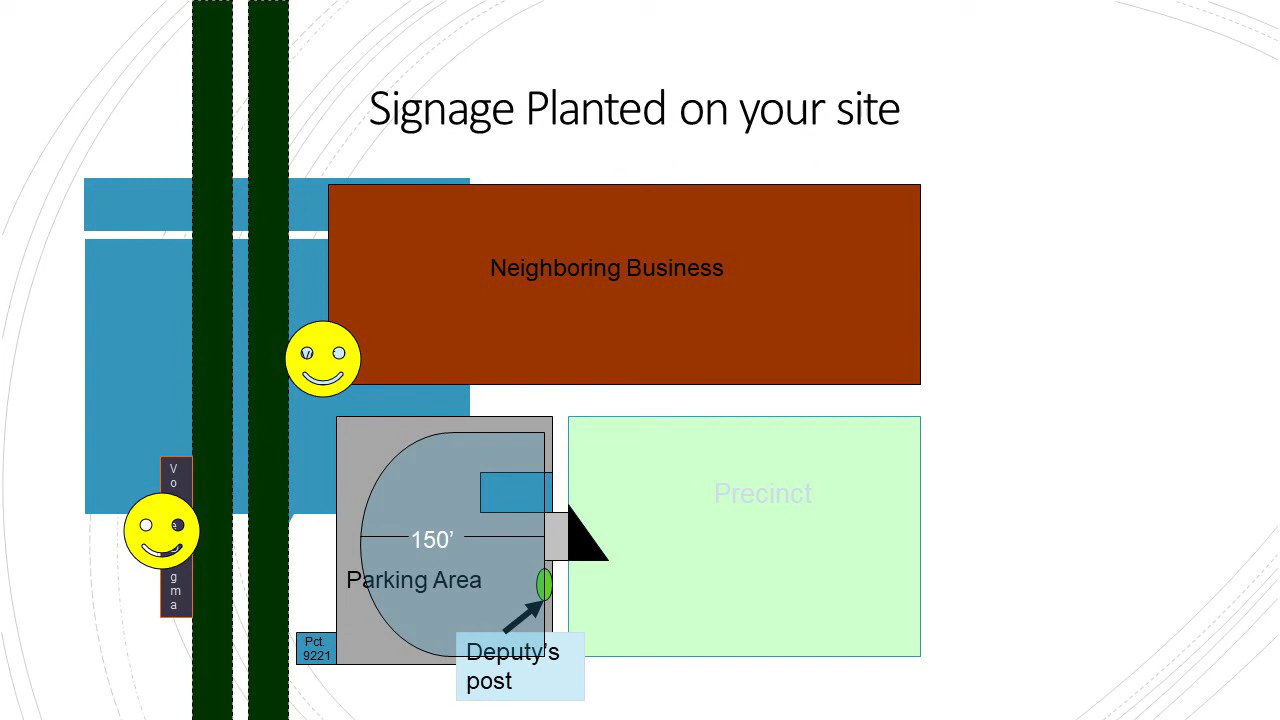 Signage Planted on your site
Neighboring Business
V
o
g
m
a
Precinct
150’
Parking Area
Pct.
9221
Deputy’s
post